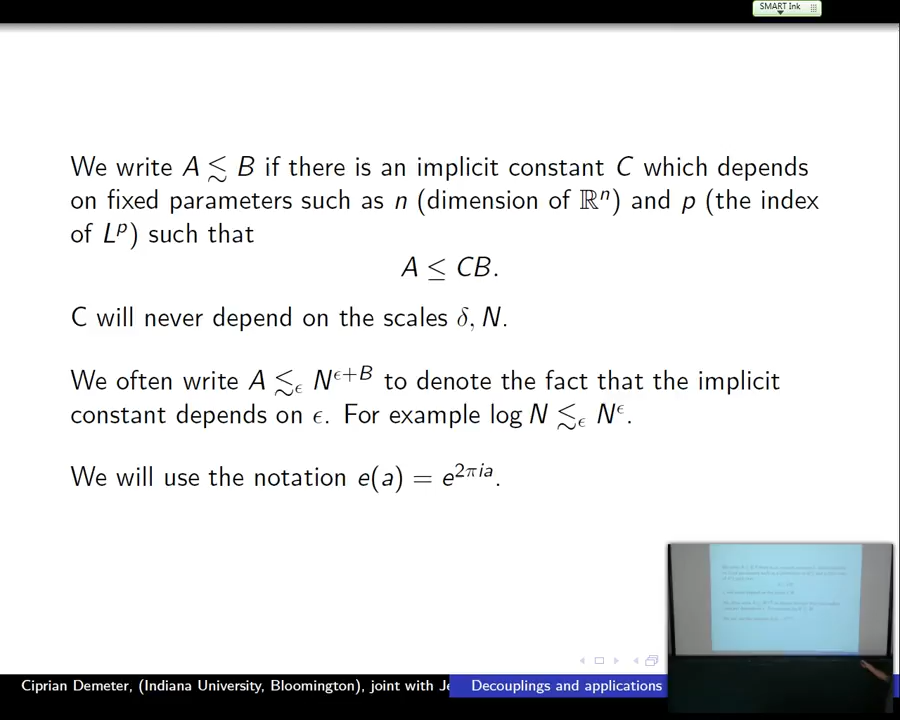 SMART Ink
We write A ≲ B if there is an implicit constant C which depends
on fixed parameters such as n (dimension of ℝⁿ) and p (the index
of Lᵖ) such that
A ≤ CB.
C will never depend on the scales δ, N.
We often write A ≲_ϵ N^{ϵ+B} to denote the fact that the implicit
constant depends on ϵ. For example log N ≲_ϵ N^ϵ.
We will use the notation e(a) = e^{2πia}.
Ciprian Demeter, (Indiana University, Bloomington), joint with Je
Decouplings and applications